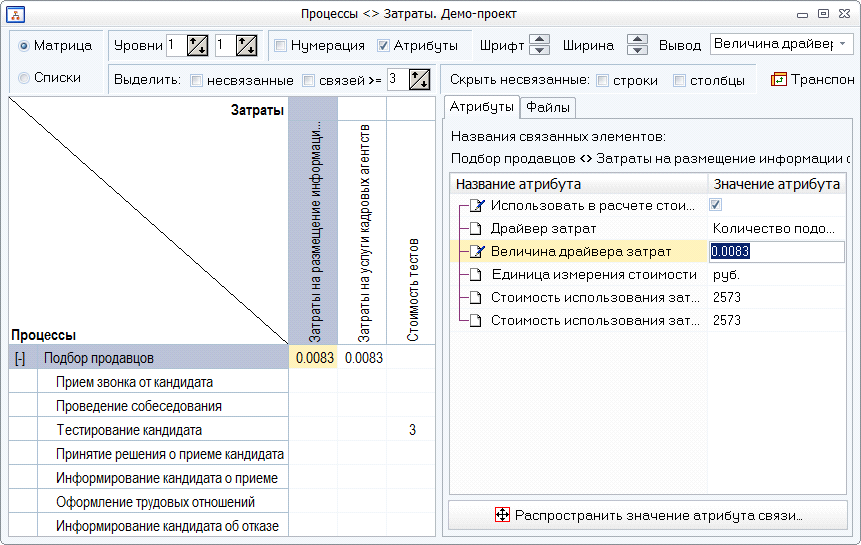 Процессы <> Затраты. Демо-проект
Матрица
Уровни 1 1
Нумерация
Атрибуты
Шрифт
Ширина
Вывод
Величина драйвер
Списки
Выделить:
несвязанные
связей >= 3
Скрыть несвязанные:
строки
столбцы
Транспон
Затраты
Процессы
Затраты на размещение информаци...
Затраты на услуги кадровых агентств
Стоимость тестов
[-] Подбор продавцов 0.0083 0.0083
Прием звонка от кандидата
Проведение собеседования
Тестирование кандидата 3
Принятие решения о приеме кандидата
Информирование кандидата о приеме
Оформление трудовых отношений
Информирование кандидата об отказе
Атрибуты
Файлы
Названия связанных элементов:
Подбор продавцов <> Затраты на размещение информации о
Название атрибута Значение атрибута
Использовать в расчете стои...
Драйвер затрат Количество подо...
Величина драйвера затрат 0.0083
Единица измерения стоимости руб.
Стоимость использования зат... 2573
Стоимость использования зат... 2573
Распространить значение атрибута связи...